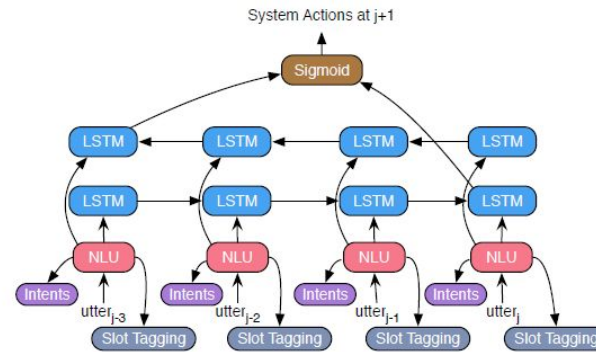 System Actions at j+1
Sigmoid
LSTM LSTM LSTM LSTM
LSTM LSTM LSTM LSTM
NLU NLU NLU NLU
Intents Intents Intents Intents
utterj-3 utterj-2 utterj-1 utterj
Slot Tagging Slot Tagging Slot Tagging Slot Tagging